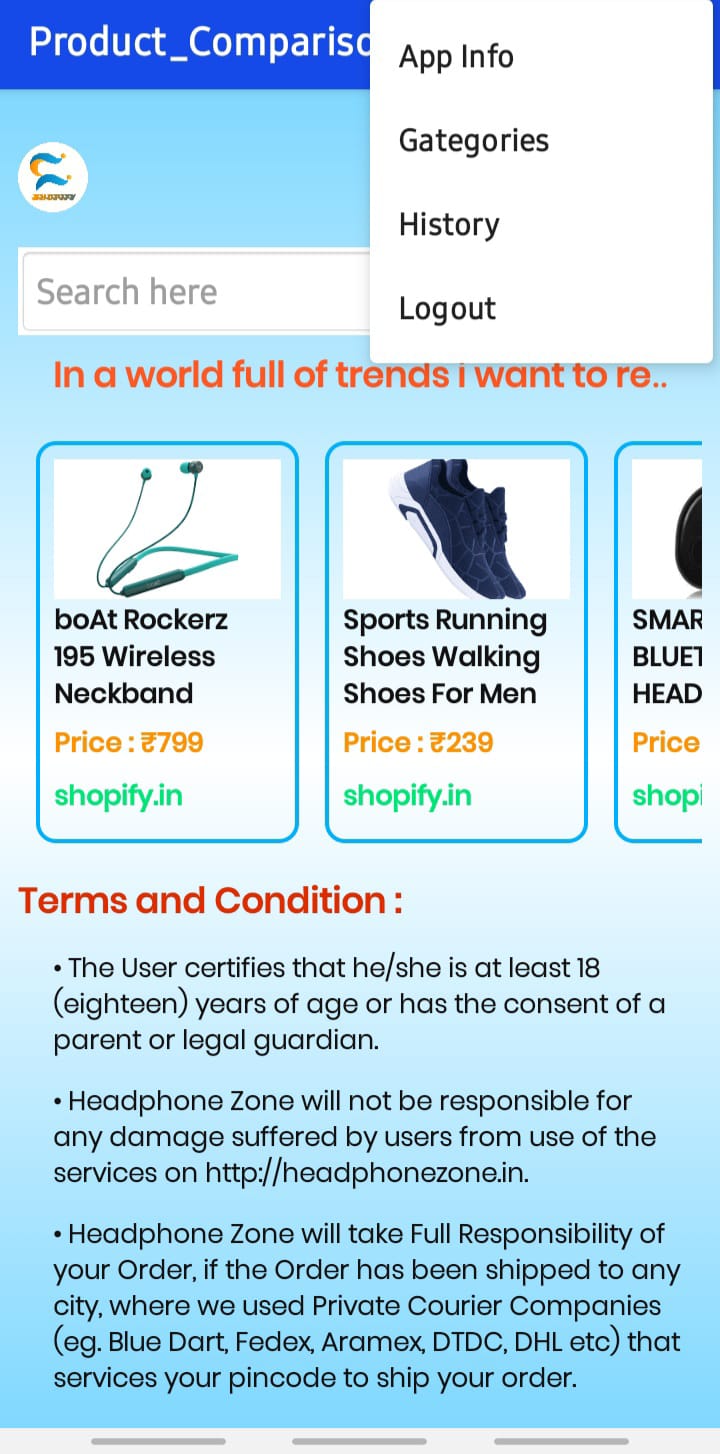 Product_Compariso
App Info
Gategories
History
Logout
SHOPIFY
Search here
In a world full of trends i want to re..
boAt Rockerz
195 Wireless
Neckband
Price : ₹799
shopify.in
Sports Running
Shoes Walking
Shoes For Men
Price : ₹239
shopify.in
SMAR
BLUET
HEAD
Price
shopi
Terms and Condition :
• The User certifies that he/she is at least 18
(eighteen) years of age or has the consent of a
parent or legal guardian.
• Headphone Zone will not be responsible for
any damage suffered by users from use of the
services on http://headphonezone.in.
• Headphone Zone will take Full Responsibility of
your Order, if the Order has been shipped to any
city, where we used Private Courier Companies
(eg. Blue Dart, Fedex, Aramex, DTDC, DHL etc) that
services your pincode to ship your order.